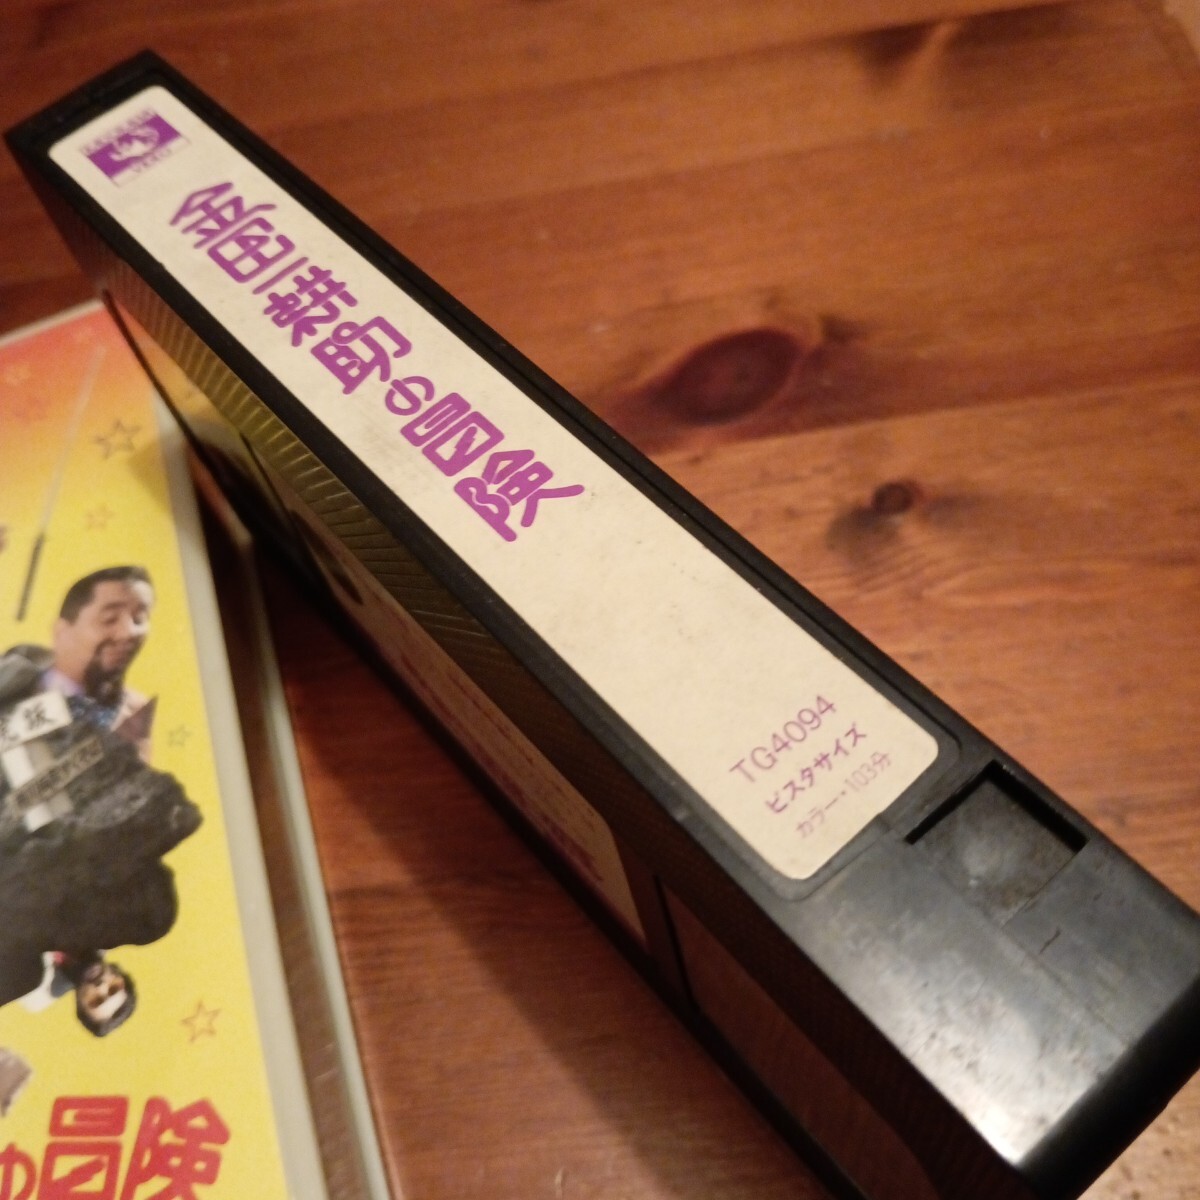 金田一耕助の冒険
TG4094
ビスタサイズ
カラー・103分
の冒険